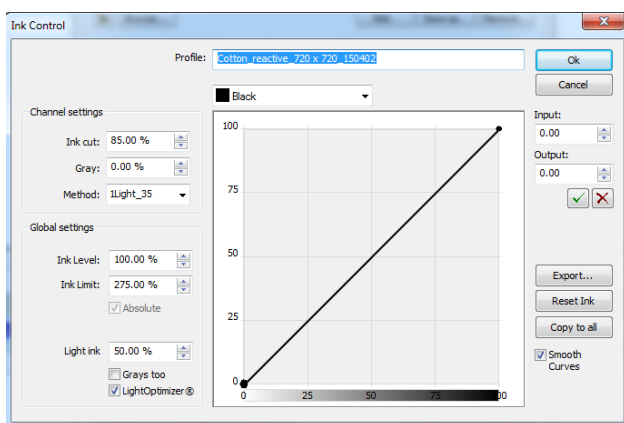 Ink Control
Profile: Cotton_reactive_720 x 720_150402
Ok
Black
Cancel
Channel settings
Ink cut: 85.00 %
Gray: 0.00 %
Method: 1Light_35
Global settings
Ink Level: 100.00 %
Ink Limit: 275.00 %
Absolute
Light ink 50.00 %
Grays too
LightOptimizer®
100
75
50
25
0
0 25 50 75 00
Input:
0.00
Output:
0.00
Export...
Reset Ink
Copy to all
Smooth
Curves